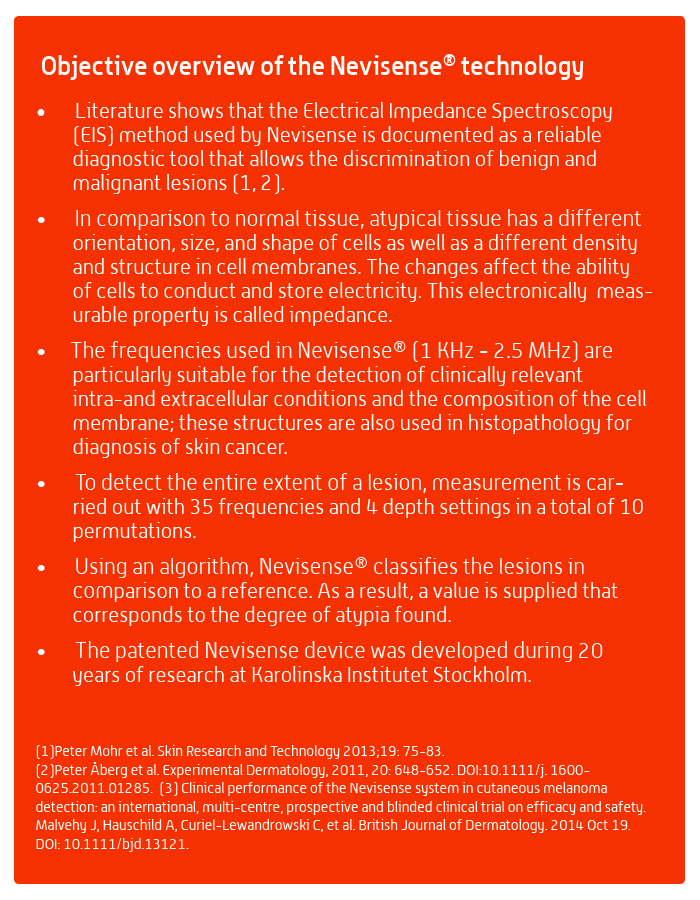 Objective overview of the Nevisense® technology
• Literature shows that the Electrical Impedance Spectroscopy
(EIS) method used by Nevisense is documented as a reliable
diagnostic tool that allows the discrimination of benign and
malignant lesions (1, 2).
• In comparison to normal tissue, atypical tissue has a different
orientation, size, and shape of cells as well as a different density
and structure in cell membranes. The changes affect the ability
of cells to conduct and store electricity. This electronically meas-
urable property is called impedance.
• The frequencies used in Nevisense® (1 KHz - 2.5 MHz) are
particularly suitable for the detection of clinically relevant
intra-and extracellular conditions and the composition of the cell
membrane; these structures are also used in histopathology for
diagnosis of skin cancer.
• To detect the entire extent of a lesion, measurement is car-
ried out with 35 frequencies and 4 depth settings in a total of 10
permutations.
• Using an algorithm, Nevisense® classifies the lesions in
comparison to a reference. As a result, a value is supplied that
corresponds to the degree of atypia found.
• The patented Nevisense device was developed during 20
years of research at Karolinska Institutet Stockholm.
(1)Peter Mohr et al. Skin Research and Technology 2013;19: 75-83.
(2)Peter Åberg et al. Experimental Dermatology, 2011, 20: 648-652. DOI:10.1111/j. 1600-
0625.2011.01285. (3) Clinical performance of the Nevisense system in cutaneous melanoma
detection: an international, multi-centre, prospective and blinded clinical trial on efficacy and safety.
Malvehy J, Hauschild A, Curiel-Lewandrowski C, et al. British Journal of Dermatology. 2014 Oct 19.
DOI: 10.1111/bjd.13121.